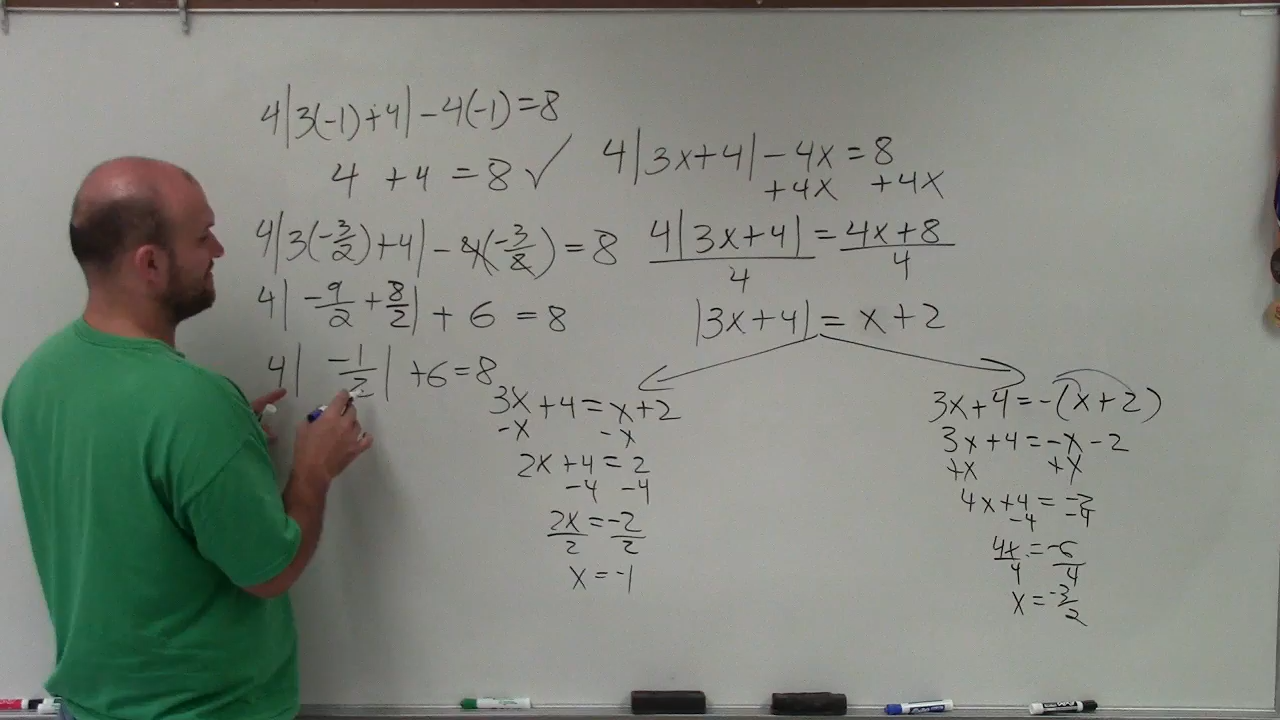 4|3(-1)+4| - 4(-1) = 8
4 + 4 = 8 ✓
4|3(-3/2)+4| - 4(-3/2) = 8
4| -9/2 + 8/2 | + 6 = 8
4| -1/2 | + 6 = 8
4|3x+4| - 4x = 8
+4x +4x
4|3x+4| = 4x+8
4 4
|3x+4| = x+2
3x+4 = x+2
-x -x
2x+4 = 2
-4 -4
2x = -2
2 2
x = -1
3x+4 = -(x+2)
3x+4 = -x-2
+x +x
4x+4 = -2
-4 -4
4x = -6
4 4
x = -3/2